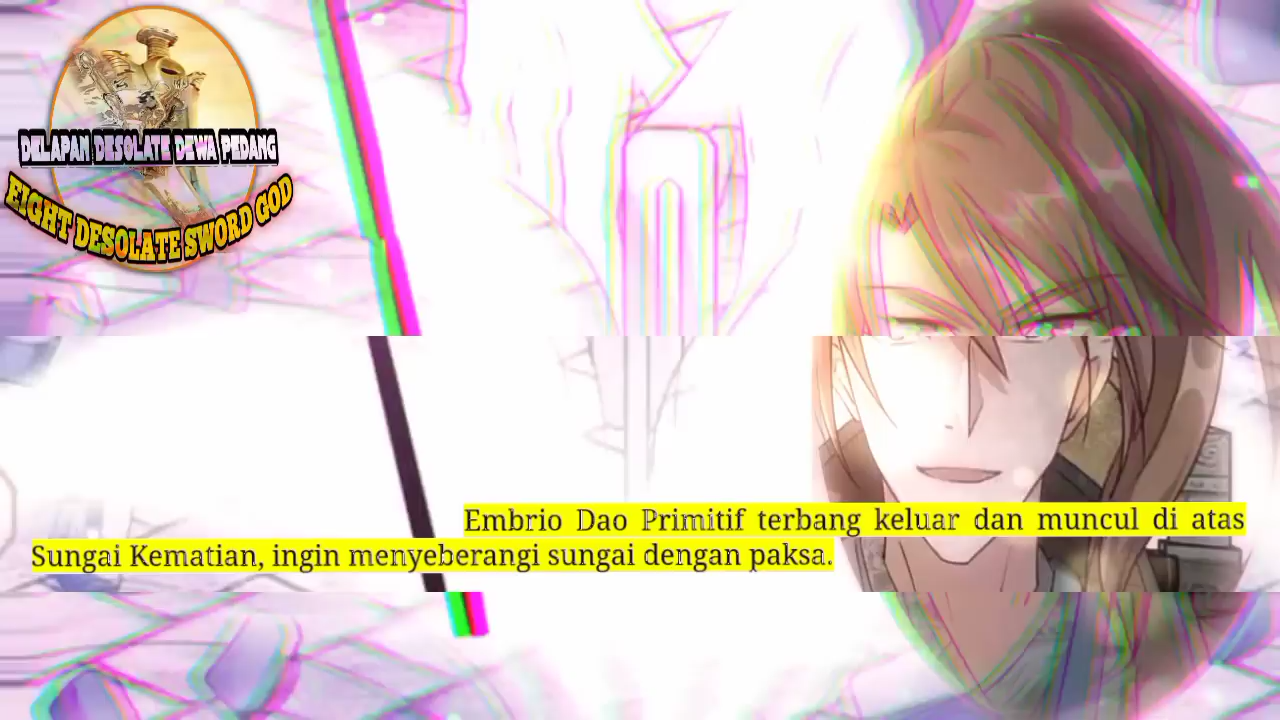 DELAPAN DESOLATE DEWA PEDANG
EIGHT DESOLATE SWORD GOD
Embrio Dao Primitif terbang keluar dan muncul di atas
Sungai Kematian, ingin menyeberangi sungai dengan paksa.